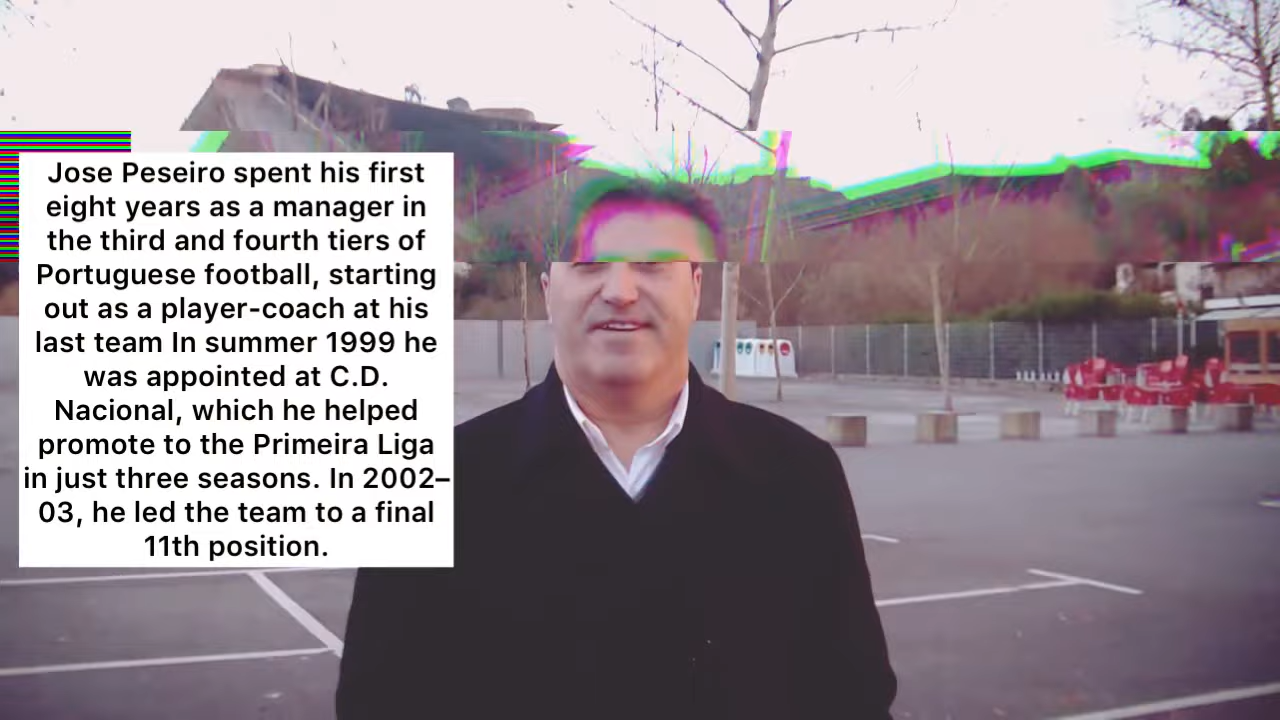 Jose Peseiro spent his first
eight years as a manager in
the third and fourth tiers of
Portuguese football, starting
out as a player-coach at his
last team In summer 1999 he
was appointed at C.D.
Nacional, which he helped
promote to the Primeira Liga
in just three seasons. In 2002–
03, he led the team to a final
11th position.